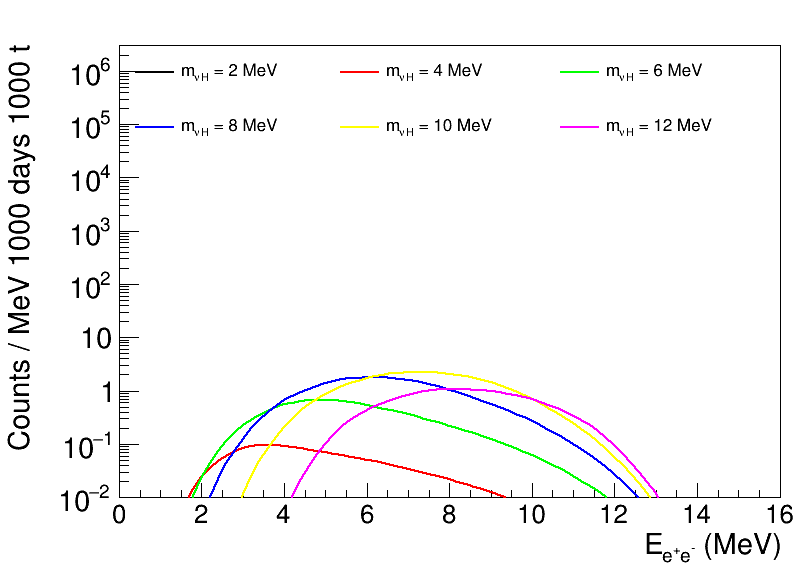 Counts / MeV 1000 days 1000 t
m_νH = 2 MeV m_νH = 4 MeV m_νH = 6 MeV
m_νH = 8 MeV m_νH = 10 MeV m_νH = 12 MeV
10^6
10^5
10^4
10^3
10^2
10
1
10^−1
10^−2
0 2 4 6 8 10 12 14 16
E_e⁺e⁻ (MeV)